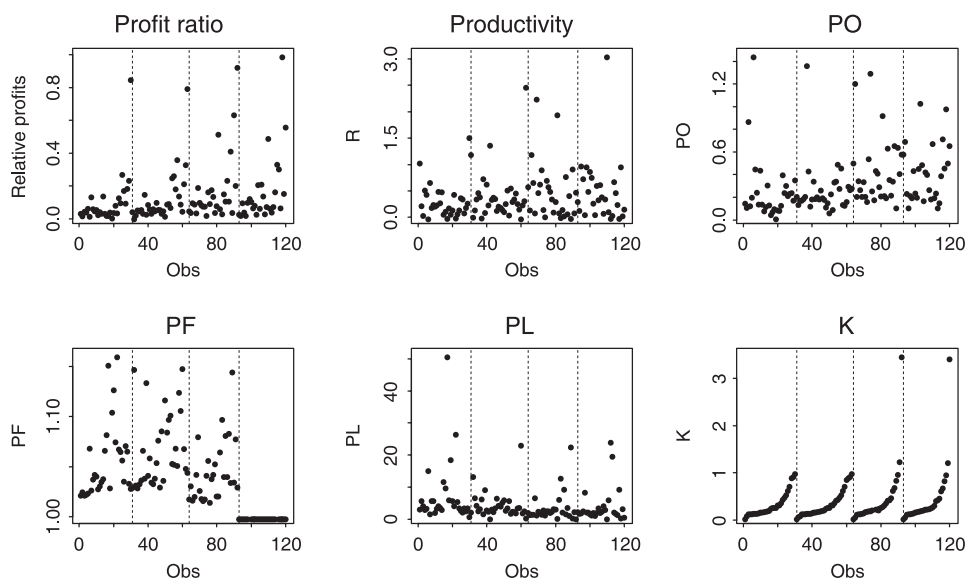 Profit ratio
Productivity
PO
Relative profits
0.0 0.4 0.8
0 40 80 120
Obs
R
0.0 1.5 3.0
0 40 80 120
Obs
PO
0.0 0.6 1.2
0 40 80 120
Obs
PF
PL
K
PF
1.00 1.10
0 40 80 120
Obs
PL
0 20 40
0 40 80 120
Obs
K
0 1 2 3
0 40 80 120
Obs